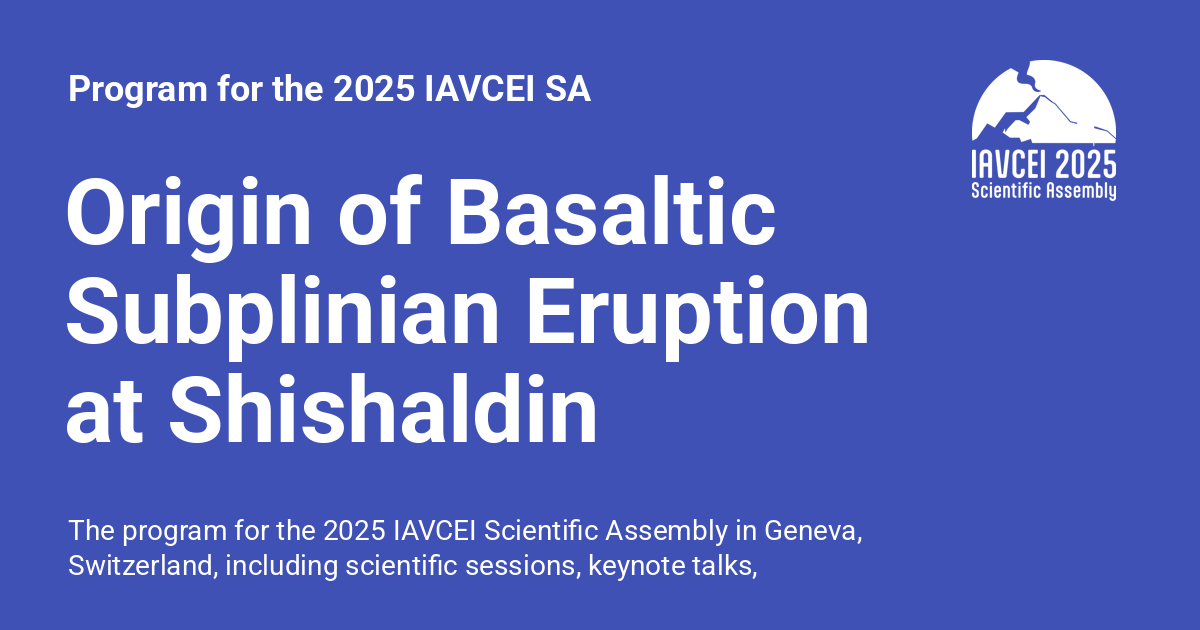 Program for the 2025 IAVCEI SA
IAVCEI 2025
Scientific Assembly
Origin of Basaltic
Subplinian Eruption
at Shishaldin
The program for the 2025 IAVCEI Scientific Assembly in Geneva,
Switzerland, including scientific sessions, keynote talks,